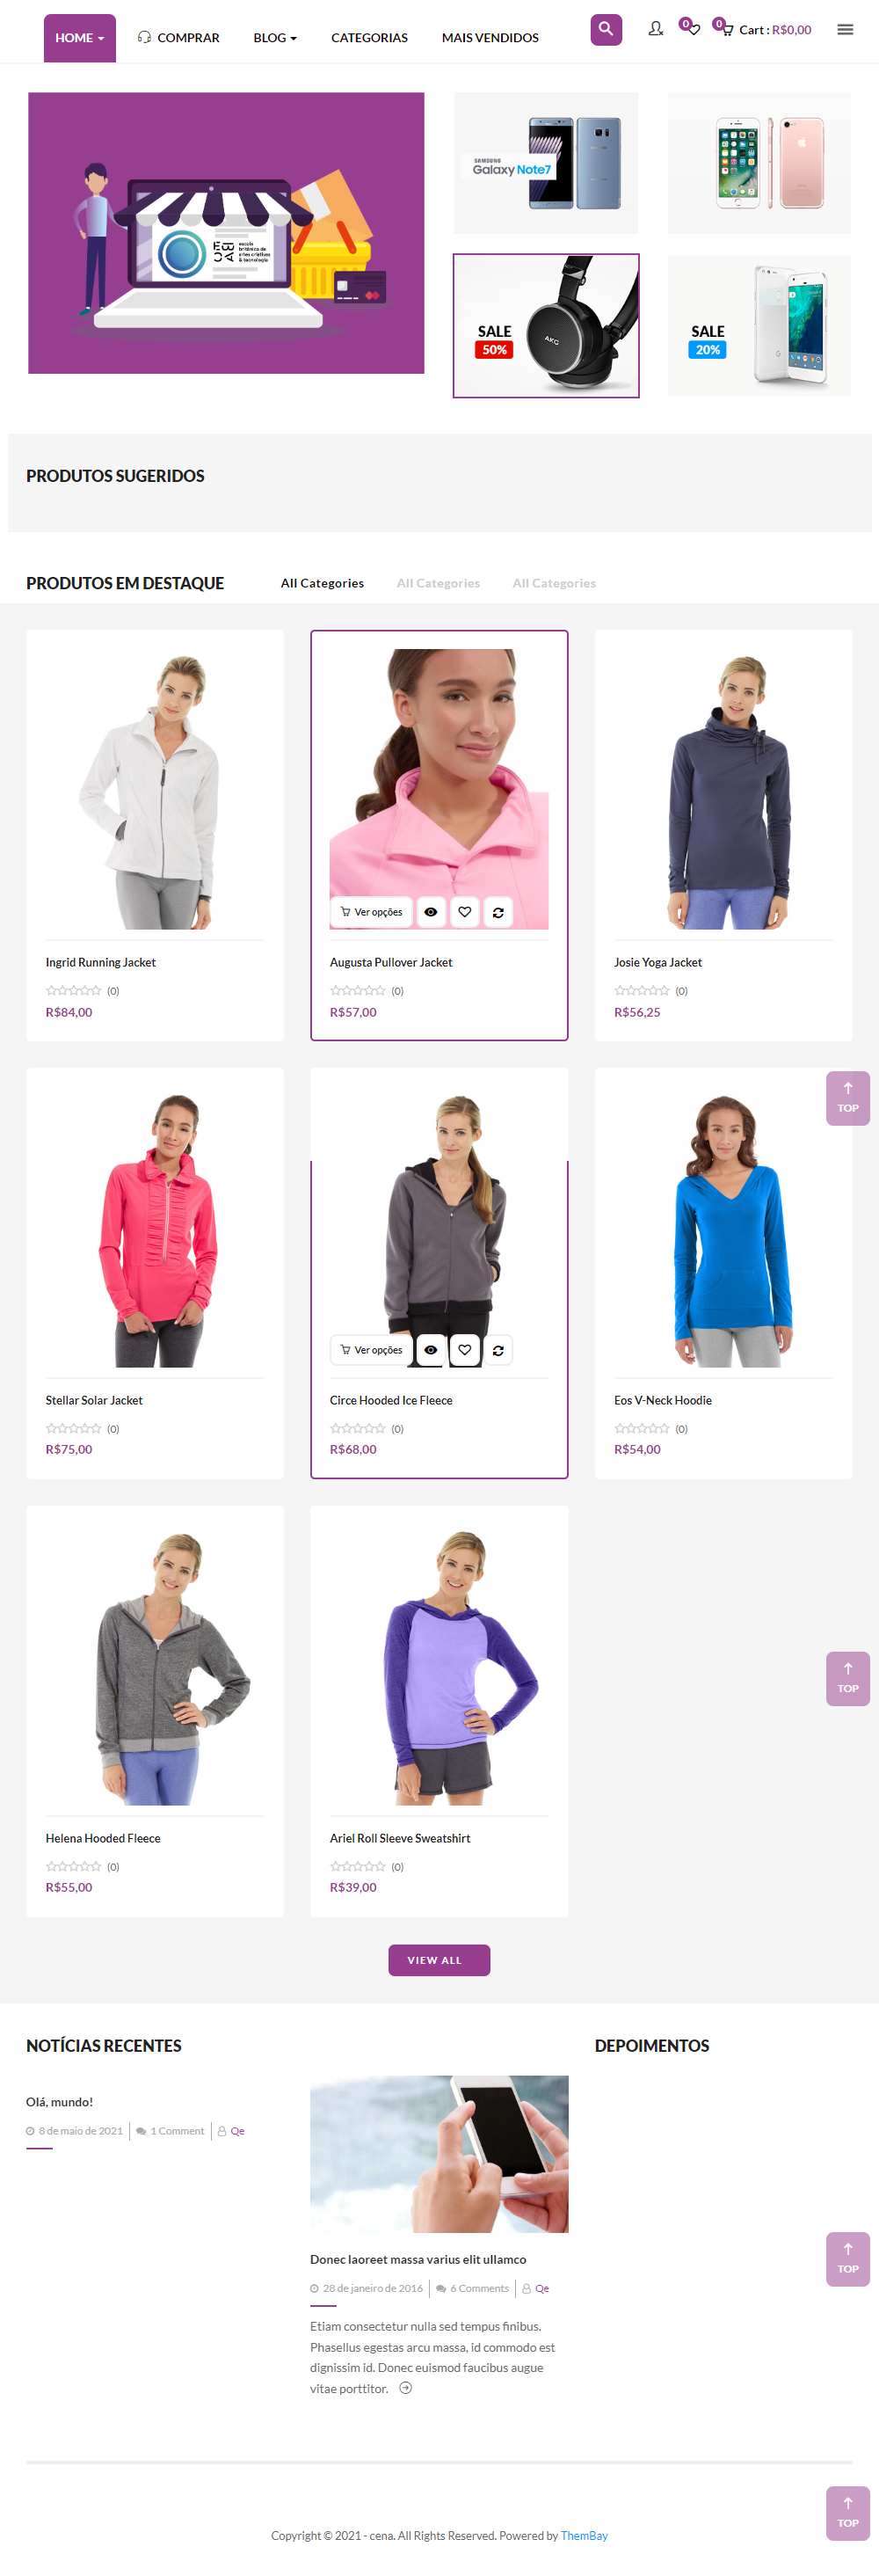 HOME
COMPRAR
BLOG
CATEGORIAS
MAIS VENDIDOS
0
0
Cart : R$0,00
EBAC
escola
britânica de
artes criativas
& tecnologia
SAMSUNG
Galaxy Note7
SALE
50%
AKG
SALE
20%
PRODUTOS SUGERIDOS
PRODUTOS EM DESTAQUE
All Categories
All Categories
All Categories
Ingrid Running Jacket
(0)
R$84,00
Ver opções
Augusta Pullover Jacket
(0)
R$57,00
Josie Yoga Jacket
(0)
R$56,25
TOP
Stellar Solar Jacket
(0)
R$75,00
Ver opções
Circe Hooded Ice Fleece
(0)
R$68,00
Eos V-Neck Hoodie
(0)
R$54,00
TOP
Helena Hooded Fleece
(0)
R$55,00
Ariel Roll Sleeve Sweatshirt
(0)
R$39,00
VIEW ALL
NOTÍCIAS RECENTES
Olá, mundo!
8 de maio de 2021
1 Comment
Qe
Donec laoreet massa varius elit ullamco
28 de janeiro de 2016
6 Comments
Qe
Etiam consectetur nulla sed tempus finibus.
Phasellus egestas arcu massa, id commodo est
dignissim id. Donec euismod faucibus augue
vitae porttitor.
DEPOIMENTOS
TOP
TOP
Copyright © 2021 - cena. All Rights Reserved. Powered by ThemBay